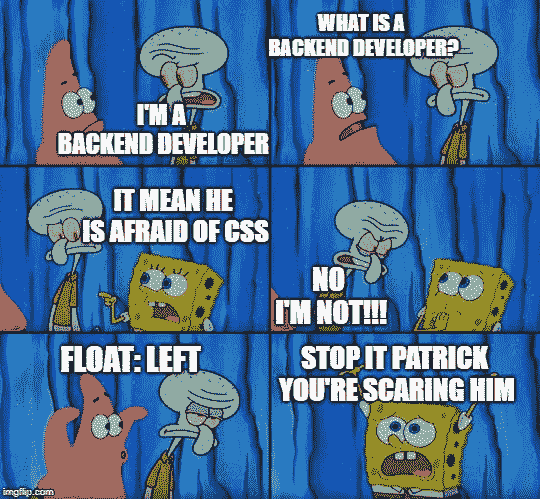 WHAT IS A
BACKEND DEVELOPER?
I'M A
BACKEND DEVELOPER
IT MEAN HE
IS AFRAID OF CSS
NO
I'M NOT!!!
FLOAT: LEFT
STOP IT PATRICK
YOU'RE SCARING HIM
imgflip.com